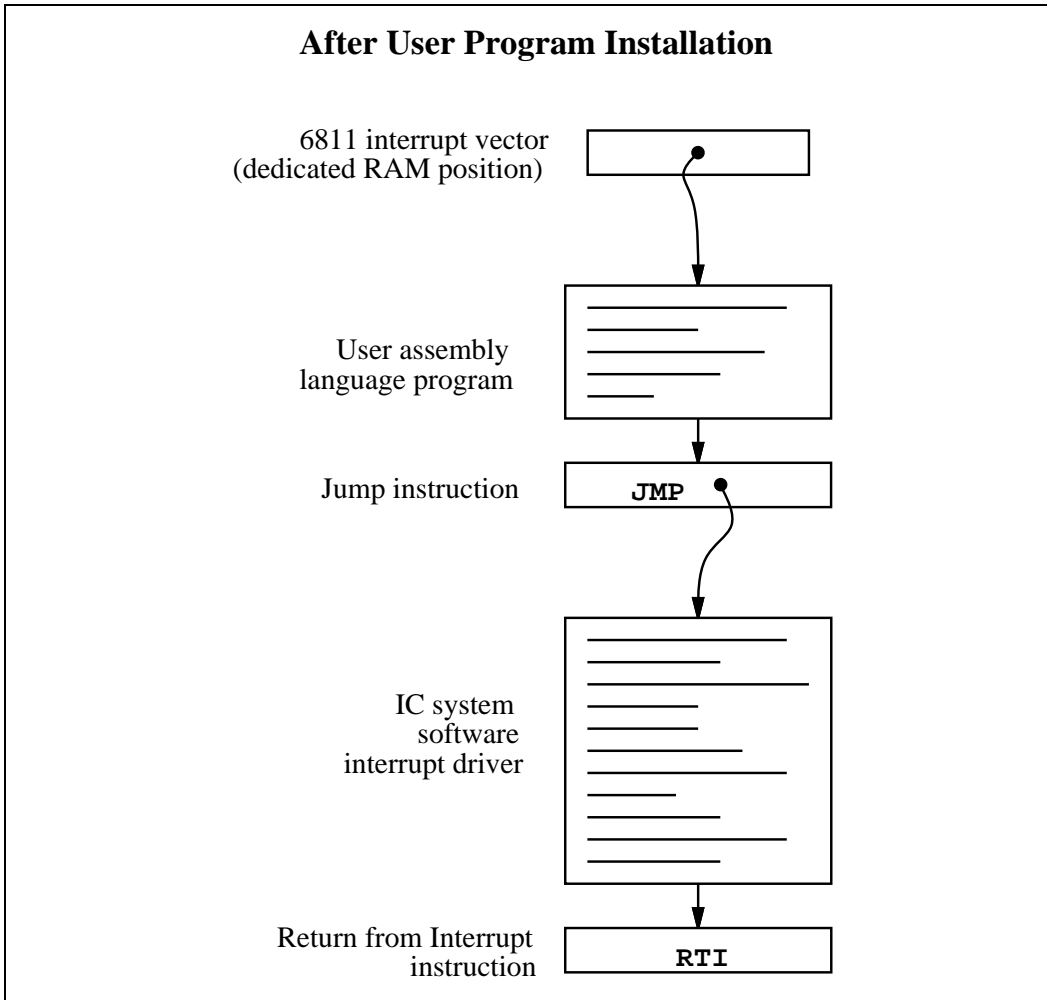 After User Program Installation
6811 interrupt vector
(dedicated RAM position)
User assembly
language program
Jump instruction
JMP
IC system
software
interrupt driver
Return from Interrupt
instruction
RTI